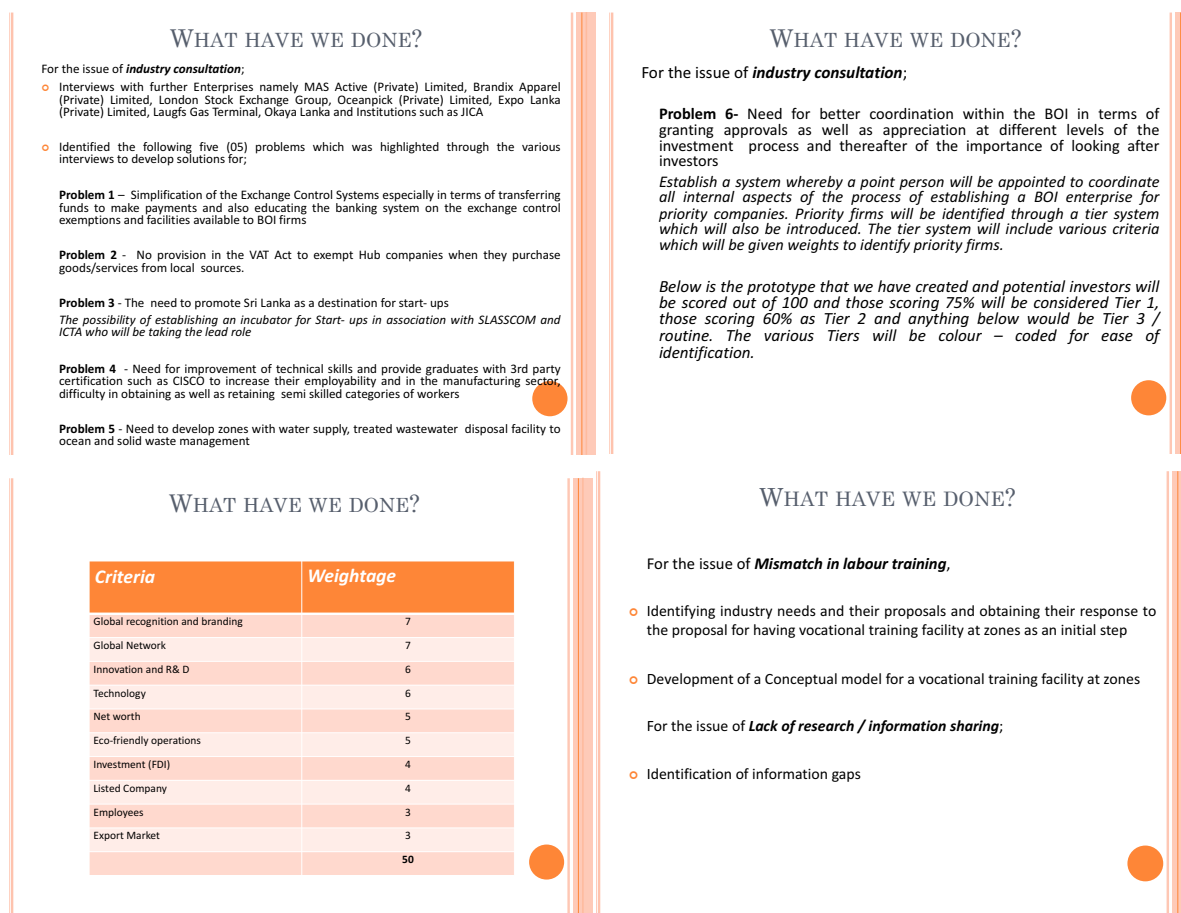 WHAT HAVE WE DONE?
For the issue of industry consultation;
Interviews with further Enterprises namely MAS Active (Private) Limited, Brandix Apparel
(Private) Limited, London Stock Exchange Group, Oceanpick (Private) Limited, Expo Lanka
(Private) Limited, Laugfs Gas Terminal, Okaya Lanka and Institutions such as JICA
Identified the following five (05) problems which was highlighted through the various
interviews to develop solutions for;
Problem 1 – Simplification of the Exchange Control Systems especially in terms of transferring
funds to make payments and also educating the banking system on the exchange control
exemptions and facilities available to BOI firms
Problem 2 - No provision in the VAT Act to exempt Hub companies when they purchase
goods/services from local sources.
Problem 3 - The need to promote Sri Lanka as a destination for start- ups
The possibility of establishing an incubator for Start- ups in association with SLASSCOM and
ICTA who will be taking the lead role
Problem 4 - Need for improvement of technical skills and provide graduates with 3rd party
certification such as CISCO to increase their employability and in the manufacturing sector,
difficulty in obtaining as well as retaining semi skilled categories of workers
Problem 5 - Need to develop zones with water supply, treated wastewater disposal facility to
ocean and solid waste management
WHAT HAVE WE DONE?
For the issue of industry consultation;
Problem 6- Need for better coordination within the BOI in terms of
granting approvals as well as appreciation at different levels of the
investment process and thereafter of the importance of looking after
investors
Establish a system whereby a point person will be appointed to coordinate
all internal aspects of the process of establishing a BOI enterprise for
priority companies. Priority firms will be identified through a tier system
which will also be introduced. The tier system will include various criteria
which will be given weights to identify priority firms.
Below is the prototype that we have created and potential investors will
be scored out of 100 and those scoring 75% will be considered Tier 1,
those scoring 60% as Tier 2 and anything below would be Tier 3 /
routine. The various Tiers will be colour – coded for ease of
identification.
WHAT HAVE WE DONE?
Criteria Weightage
Global recognition and branding 7
Global Network 7
Innovation and R& D 6
Technology 6
Net worth 5
Eco-friendly operations 5
Investment (FDI) 4
Listed Company 4
Employees 3
Export Market 3
50
WHAT HAVE WE DONE?
For the issue of Mismatch in labour training,
Identifying industry needs and their proposals and obtaining their response to
the proposal for having vocational training facility at zones as an initial step
Development of a Conceptual model for a vocational training facility at zones
For the issue of Lack of research / information sharing;
Identification of information gaps